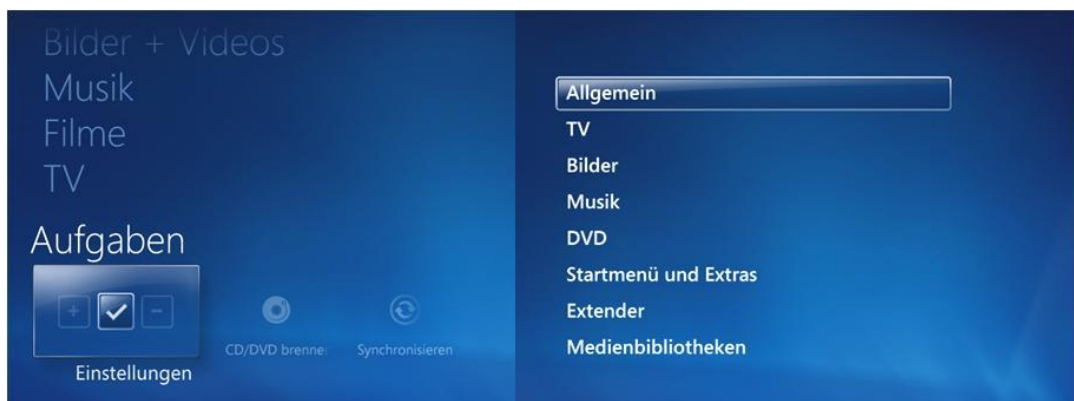 Bilder + Videos
Musik
Filme
TV
Aufgaben
CD/DVD brenner
Synchronisieren
Einstellungen
Allgemein
TV
Bilder
Musik
DVD
Startmenü und Extras
Extender
Medienbibliotheken